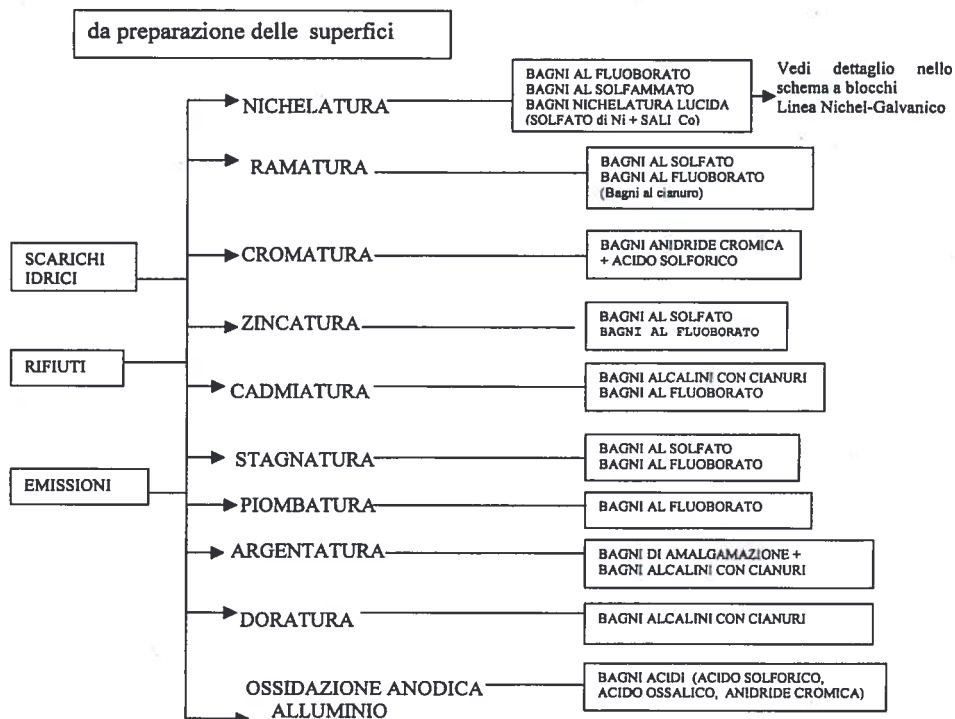 da preparazione delle superfici
NICHELATURA
BAGNI AL FLUOBORATO
BAGNI AL SOLFAMMATO
BAGNI NICHELATURA LUCIDA
(SOLFATO di Ni + SALI Co)
Vedi dettaglio nello
schema a blocchi
Linea Nichel-Galvanico
RAMATURA
BAGNI AL SOLFATO
BAGNI AL FLUOBORATO
(Bagni al cianuro)
SCARICHI
IDRICI
CROMATURA
BAGNI ANIDRIDE CROMICA
+ ACIDO SOLFORICO
ZINCATURA
BAGNI AL SOLFATO
BAGNI AL FLUOBORATO
RIFIUTI
CADMIATURA
BAGNI ALCALINI CON CIANURI
BAGNI AL FLUOBORATO
STAGNATURA
BAGNI AL SOLFATO
BAGNI AL FLUOBORATO
EMISSIONI
PIOMBATURA
BAGNI AL FLUOBORATO
ARGENTATURA
BAGNI DI AMALGAMAZIONE +
BAGNI ALCALINI CON CIANURI
DORATURA
BAGNI ALCALINI CON CIANURI
OSSIDAZIONE ANODICA
ALLUMINIO
BAGNI ACIDI (ACIDO SOLFORICO,
ACIDO OSSALICO, ANIDRIDE CROMICA)